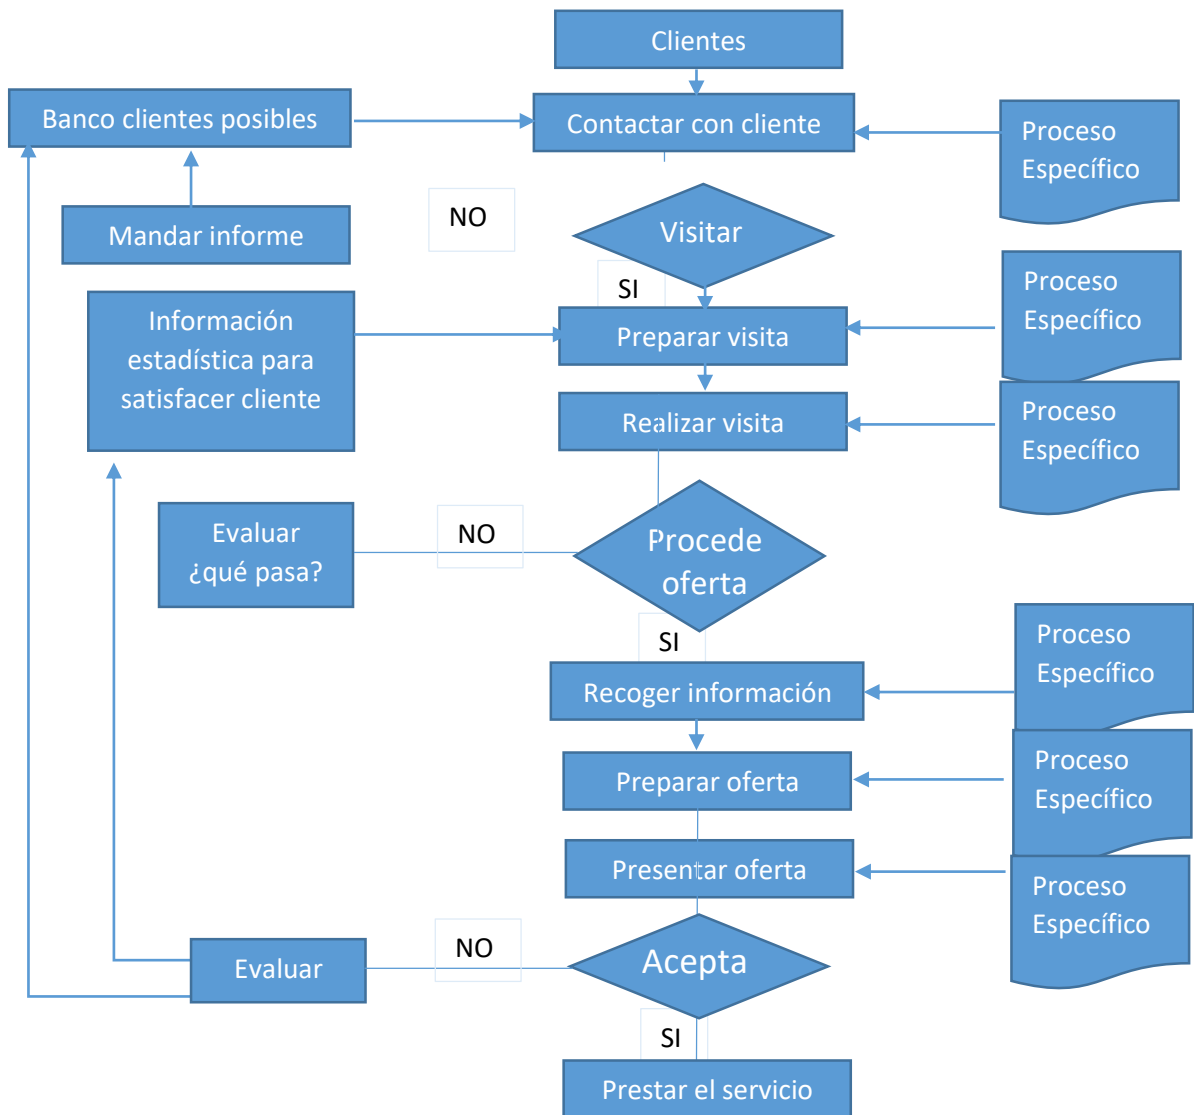 Clientes
Banco clientes posibles
Contactar con cliente
Proceso
Específico
Mandar informe
NO
Visitar
SI
Proceso
Específico
Información
estadística para
satisfacer cliente
Preparar visita
Realizar visita
Proceso
Específico
Evaluar
¿qué pasa?
NO
Procede
oferta
SI
Recoger información
Proceso
Específico
Preparar oferta
Proceso
Específico
Presentar oferta
Proceso
Específico
Evaluar
NO
Acepta
SI
Prestar el servicio